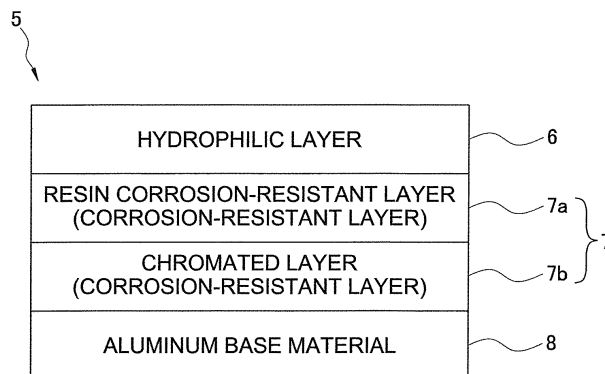 5
HYDROPHILIC LAYER
6
RESIN CORROSION-RESISTANT LAYER
(CORROSION-RESISTANT LAYER)
7a
7
CHROMATED LAYER
(CORROSION-RESISTANT LAYER)
7b
ALUMINUM BASE MATERIAL
8